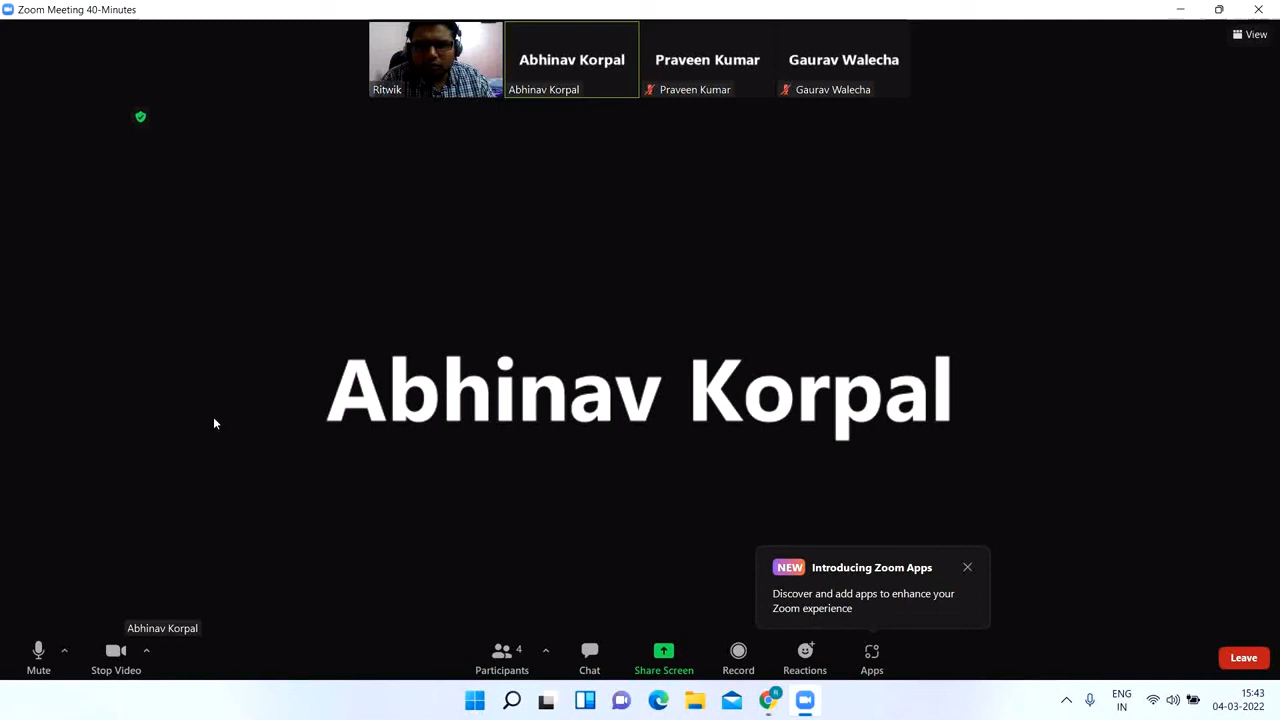 Zoom Meeting 40-Minutes
View
Abhinav Korpal
Praveen Kumar
Gaurav Walecha
Ritwik
Abhinav Korpal
Praveen Kumar
Gaurav Walecha
Abhinav Korpal
NEW Introducing Zoom Apps
Discover and add apps to enhance your
Zoom experience
Abhinav Korpal
4
Mute
Stop Video
Participants
Chat
Share Screen
Record
Reactions
Apps
Leave
ENG
IN
15:43
04-03-2022